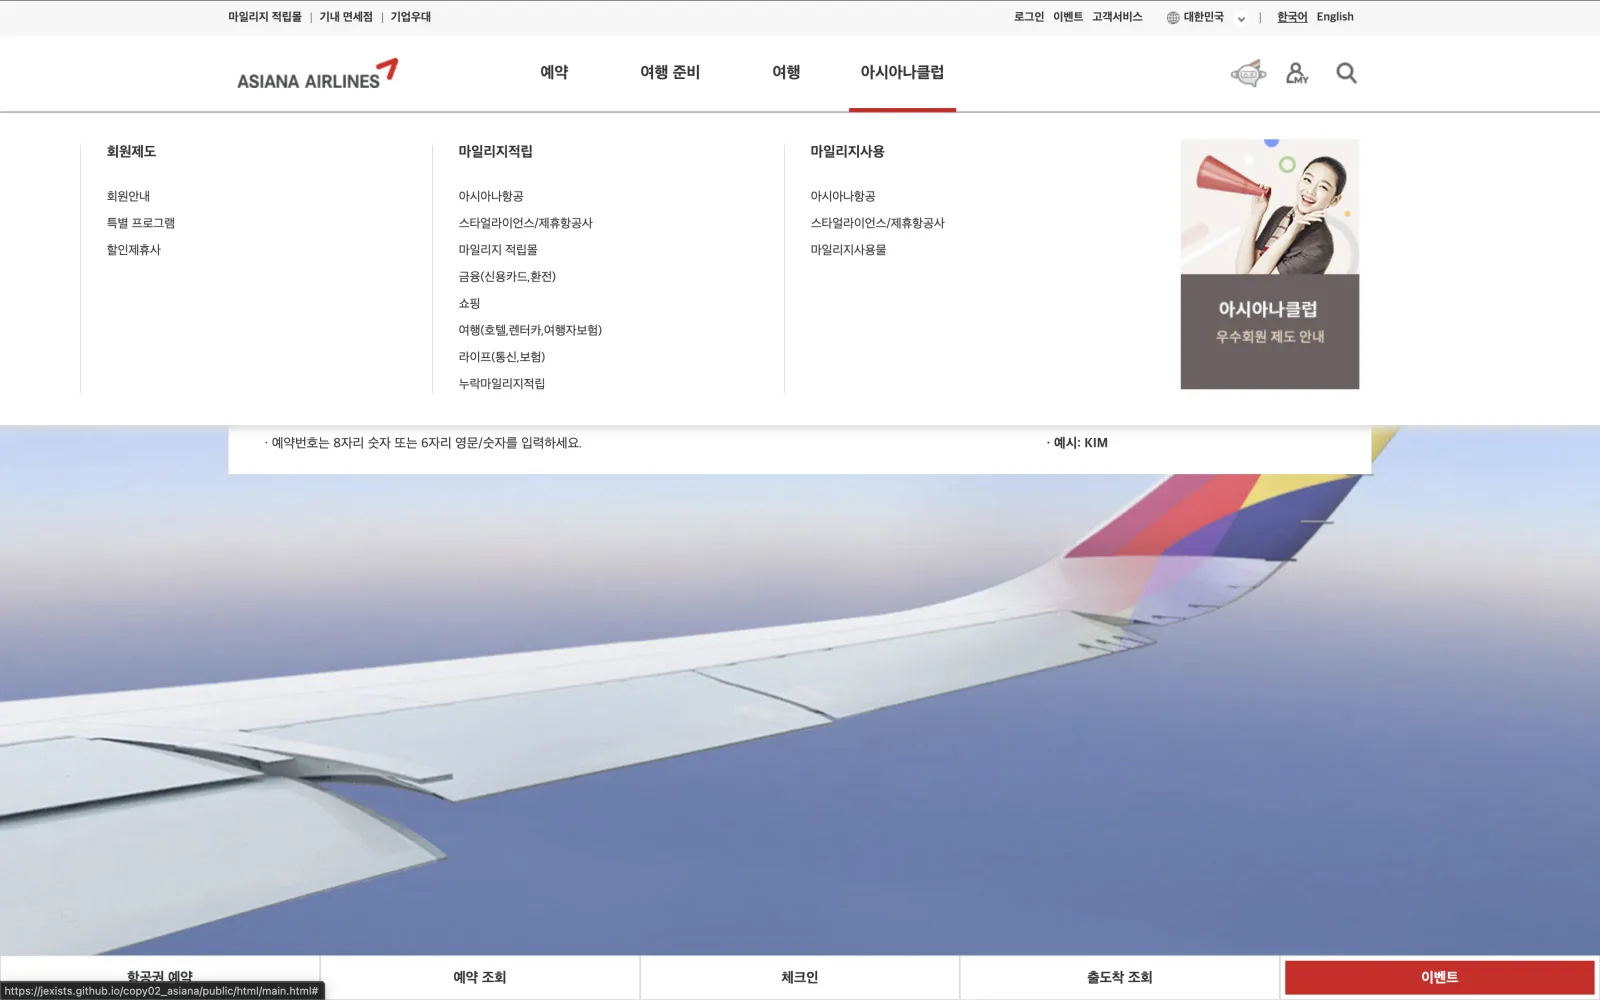 마일리지 적립몰 | 기내 면세점 | 기업우대
로그인 이벤트 고객서비스 대한민국 | 한국어 English
ASIANA AIRLINES
예약 여행 준비 여행 아시아나클럽
MY
회원제도
회원안내
특별 프로그램
할인제휴사
마일리지적립
아시아나항공
스타얼라이언스/제휴항공사
마일리지 적립몰
금융(신용카드,환전)
쇼핑
여행(호텔,렌터카,여행자보험)
라이프(통신,보험)
누락마일리지적립
마일리지사용
아시아나항공
스타얼라이언스/제휴항공사
마일리지사용몰
아시아나클럽
우수회원 제도 안내
· 예약번호는 8자리 숫자 또는 6자리 영문/숫자를 입력하세요.
· 예시: KIM
항공권 예약
예약 조회
체크인
출도착 조회
이벤트
https://jexists.github.io/copy02_asiana/public/html/main.html#